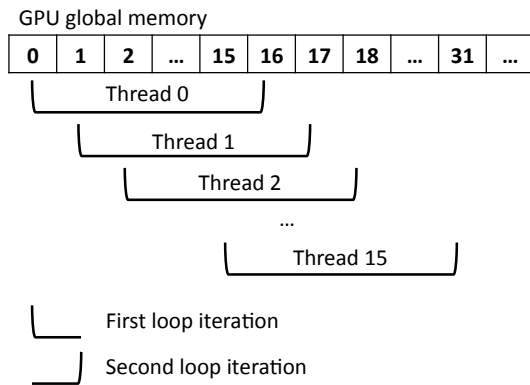 GPU global memory
0 1 2 ... 15 16 17 18 ... 31 ...
Thread 0
Thread 1
Thread 2
...
Thread 15
First loop iteration
Second loop iteration